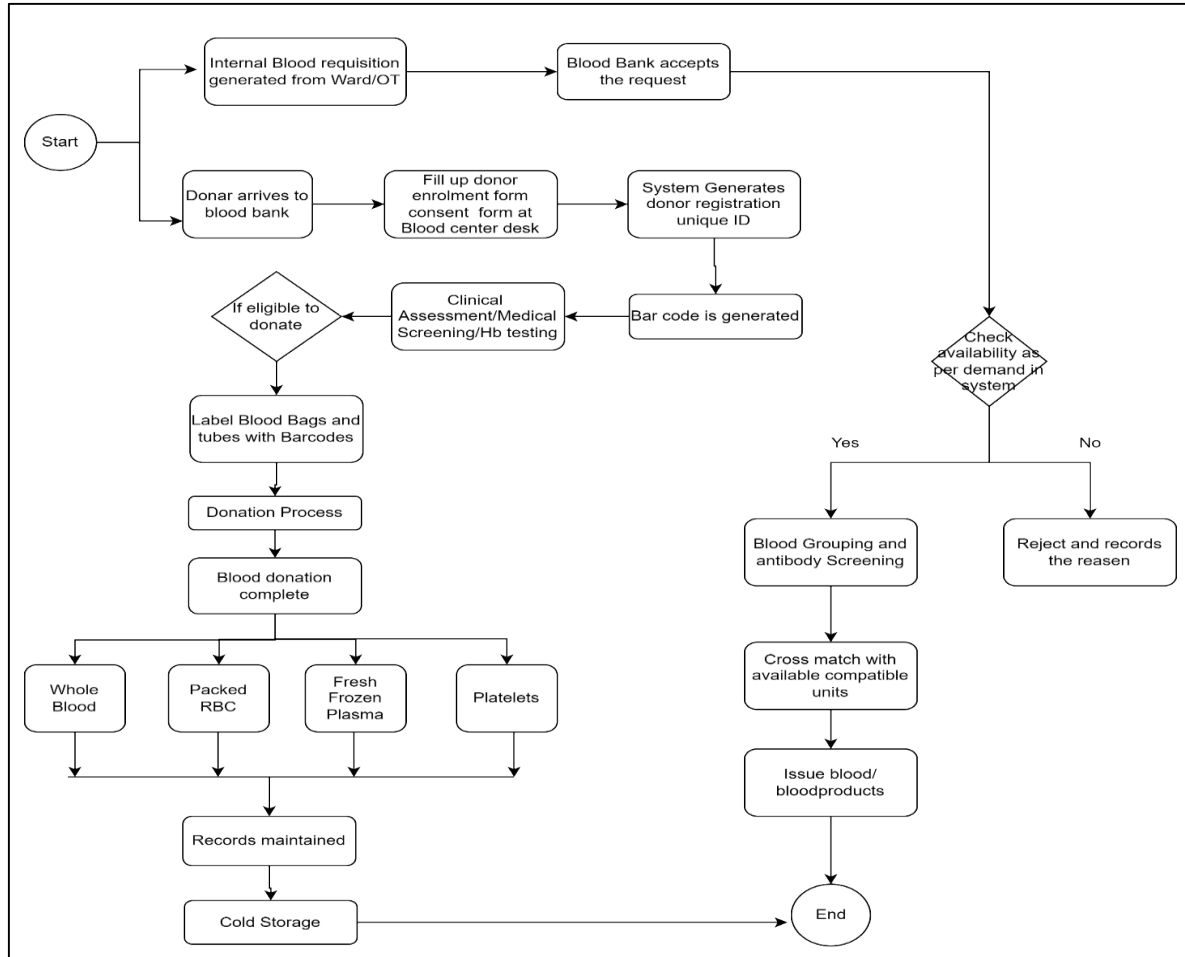 Internal Blood requisition
generated from Ward/OT
Blood Bank accepts
the request
Start
Donar arrives to
blood bank
Fill up donor
enrolment form
consent  form at
Blood center desk
System Generates
donor registration
unique ID
If eligible to
donate
Clinical
Assessment/Medical
Screening/Hb testing
Bar code is generated
Check
availability as
per demand in
system
Label Blood Bags and
tubes with Barcodes
Yes
No
Donation Process
Blood Grouping and
antibody Screening
Reject and records
the reasen
Blood donation
complete
Whole
Blood
Packed
RBC
Fresh
Frozen
Plasma
Platelets
Cross match with
available compatible
units
Issue blood/
bloodproducts
Records maintained
Cold Storage
End